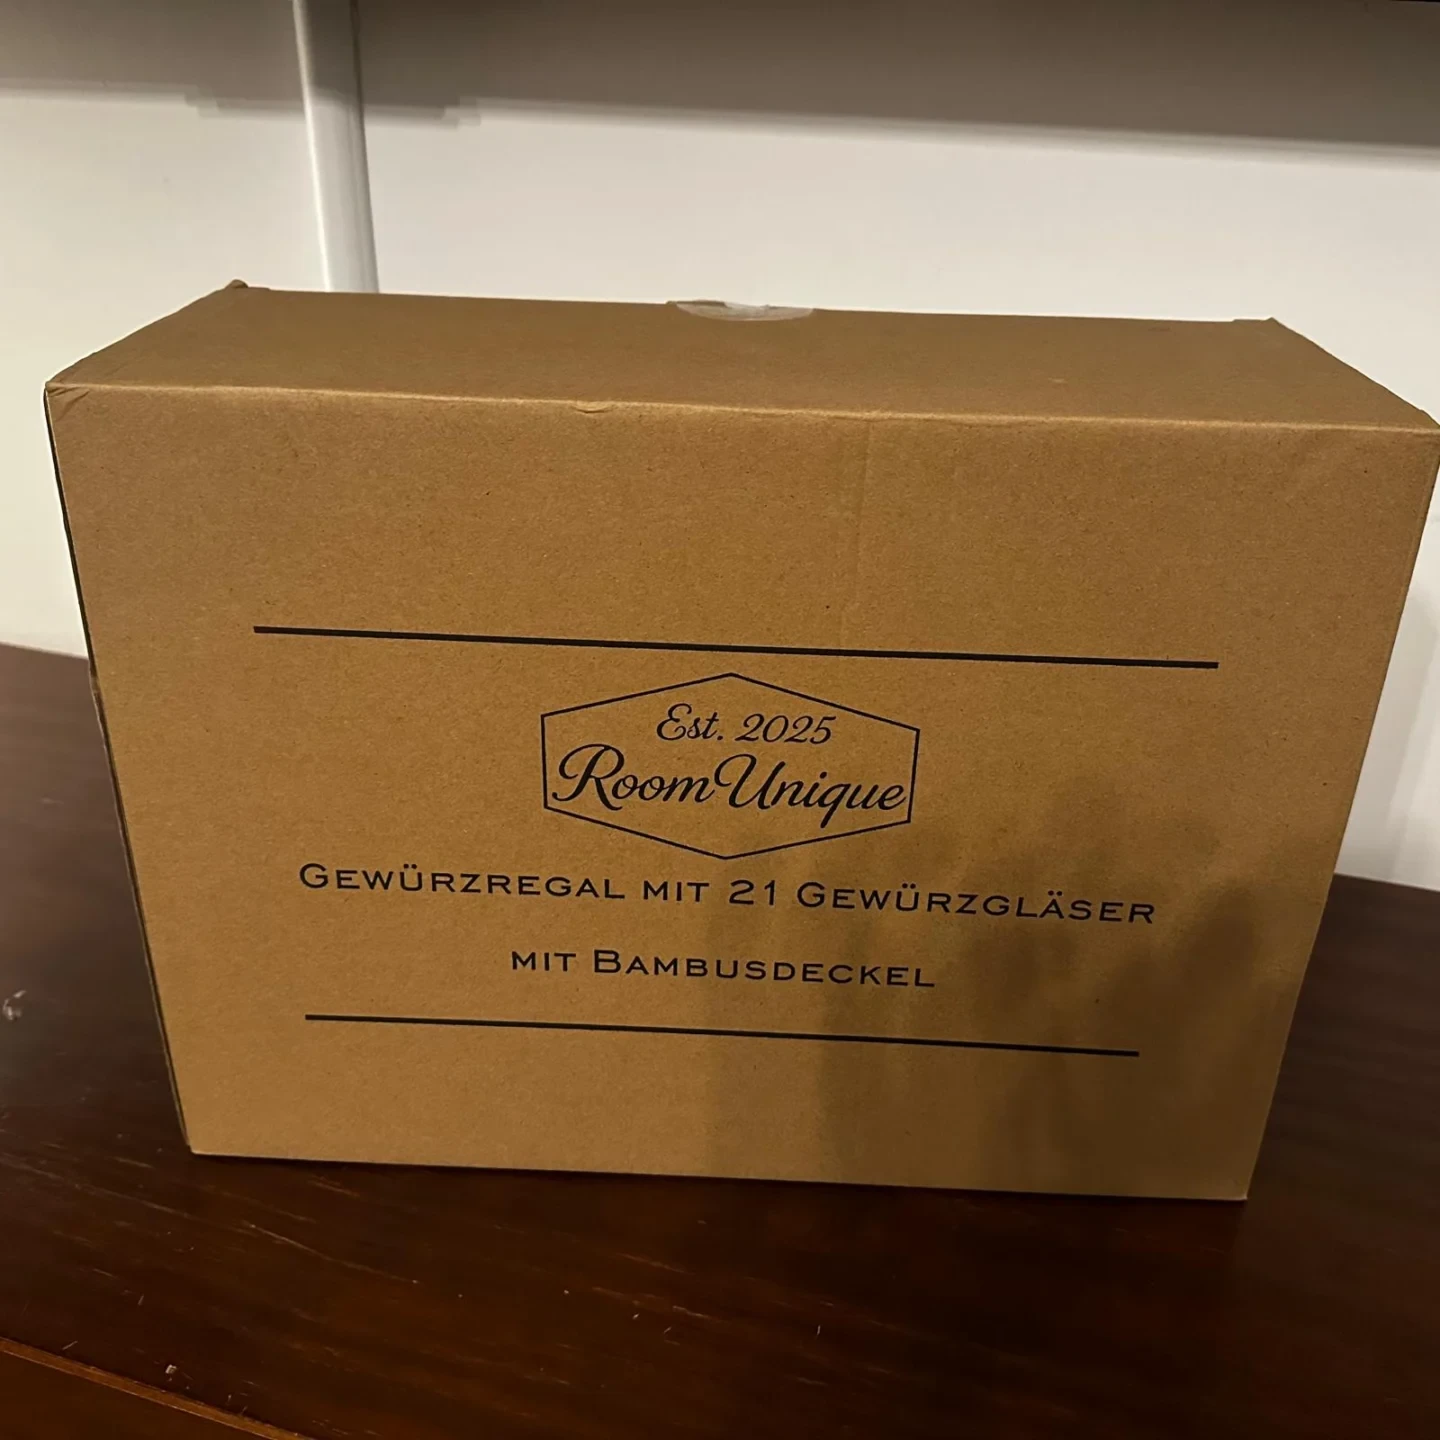 Est. 2025
RoomUnique
GEWÜRZREGAL MIT 21 GEWÜRZGLÄSER
MIT BAMBUSDECKEL